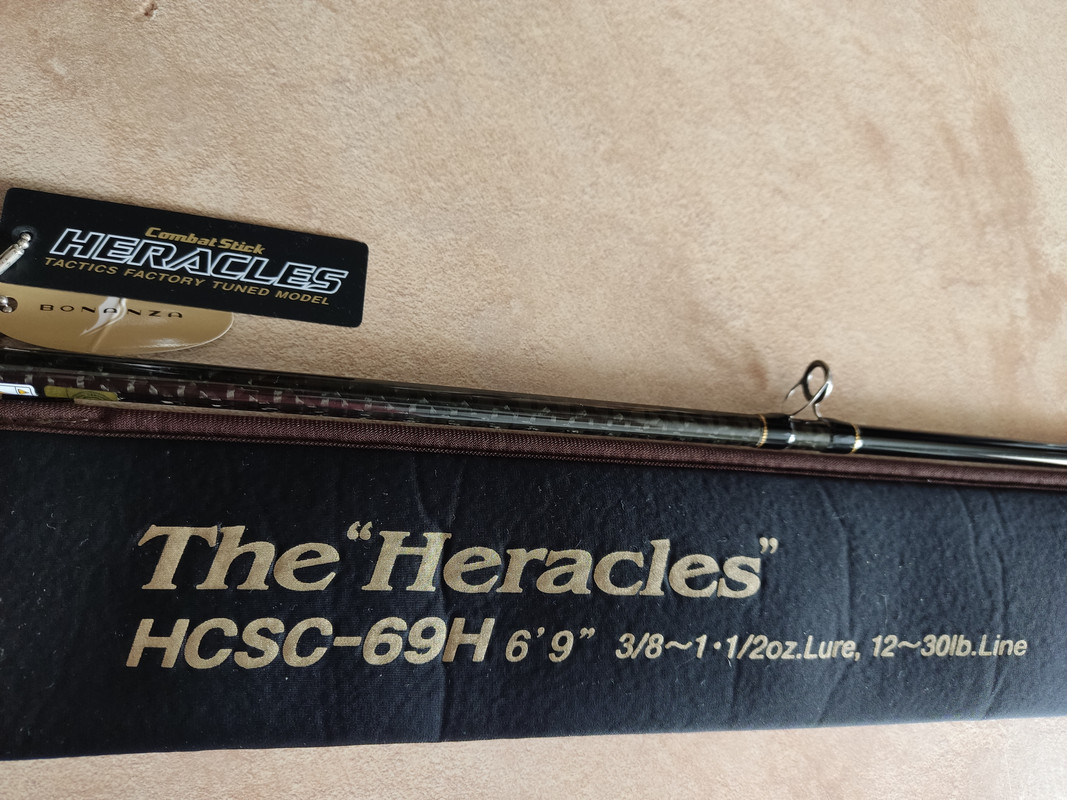 Combat Stick
HERACLES
TACTICS FACTORY TUNED MODEL
BONANZA
The “Heracles”
HCSC-69H 6’9” 3/8～1・1/2oz.Lure, 12～30lb.Line